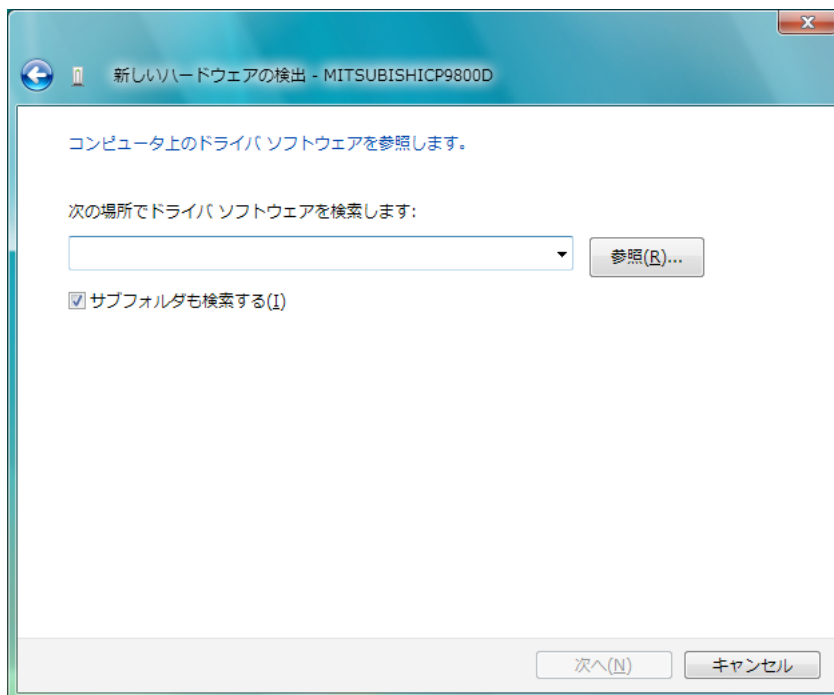 新しいハードウェアの検出 - MITSUBISHICP9800D
コンピュータ上のドライバ ソフトウェアを参照します。
次の場所でドライバ ソフトウェアを検索します:
参照(R)...
サブフォルダも検索する(I)
次へ(N)
キャンセル